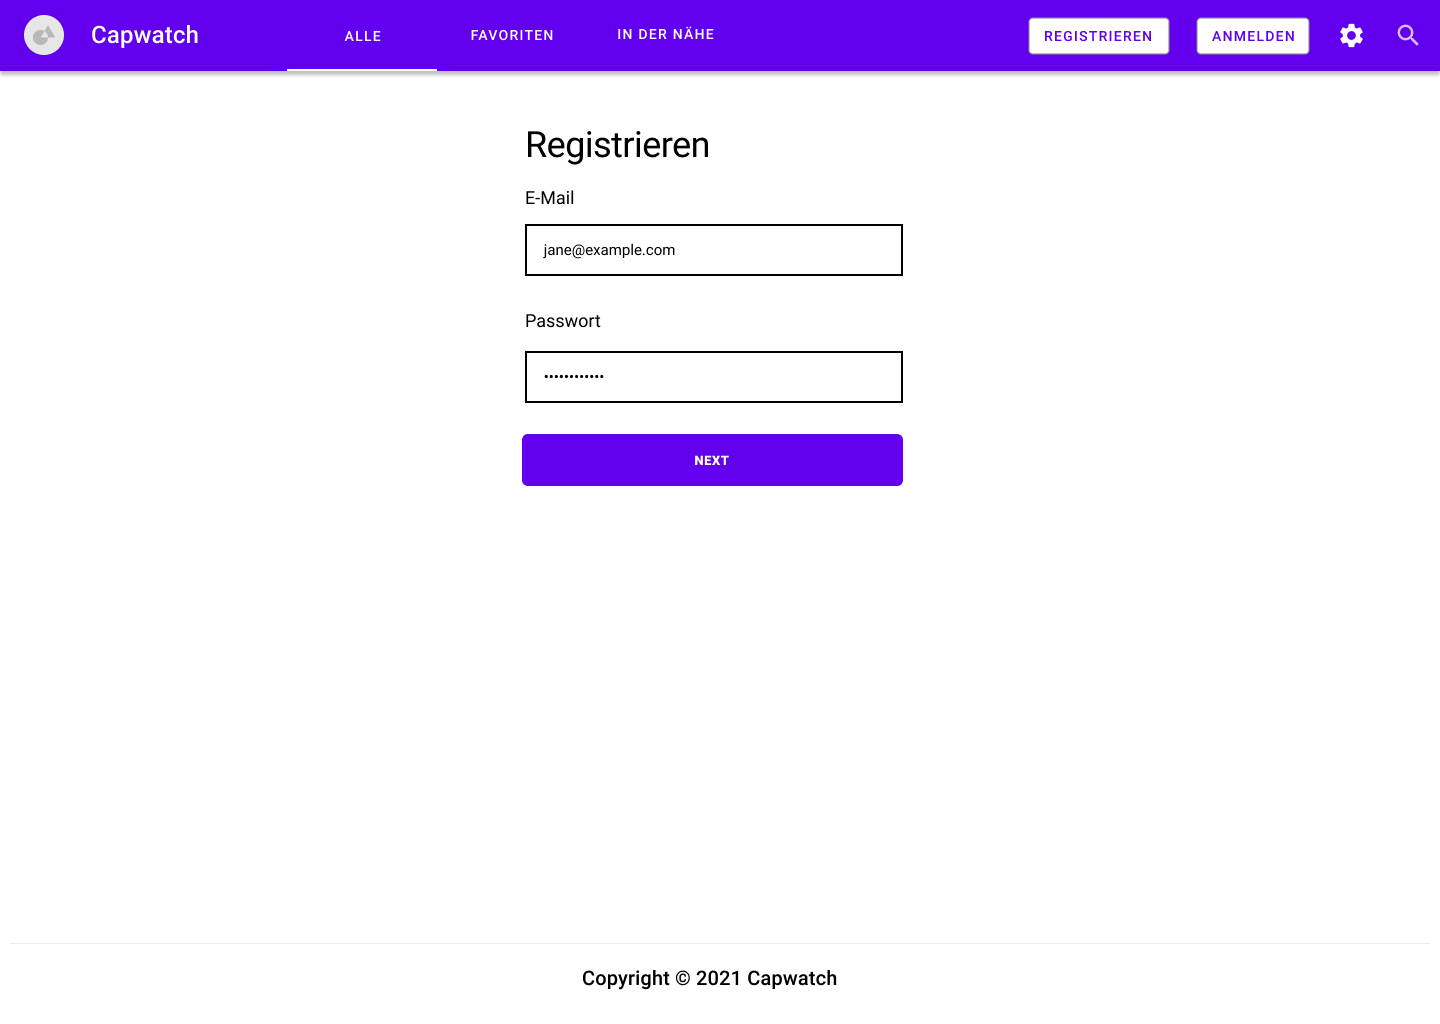 Capwatch
ALLE
FAVORITEN
IN DER NÄHE
REGISTRIEREN
ANMELDEN
Registrieren
E-Mail
jane@example.com
Passwort
••••••••••••
NEXT
Copyright © 2021 Capwatch